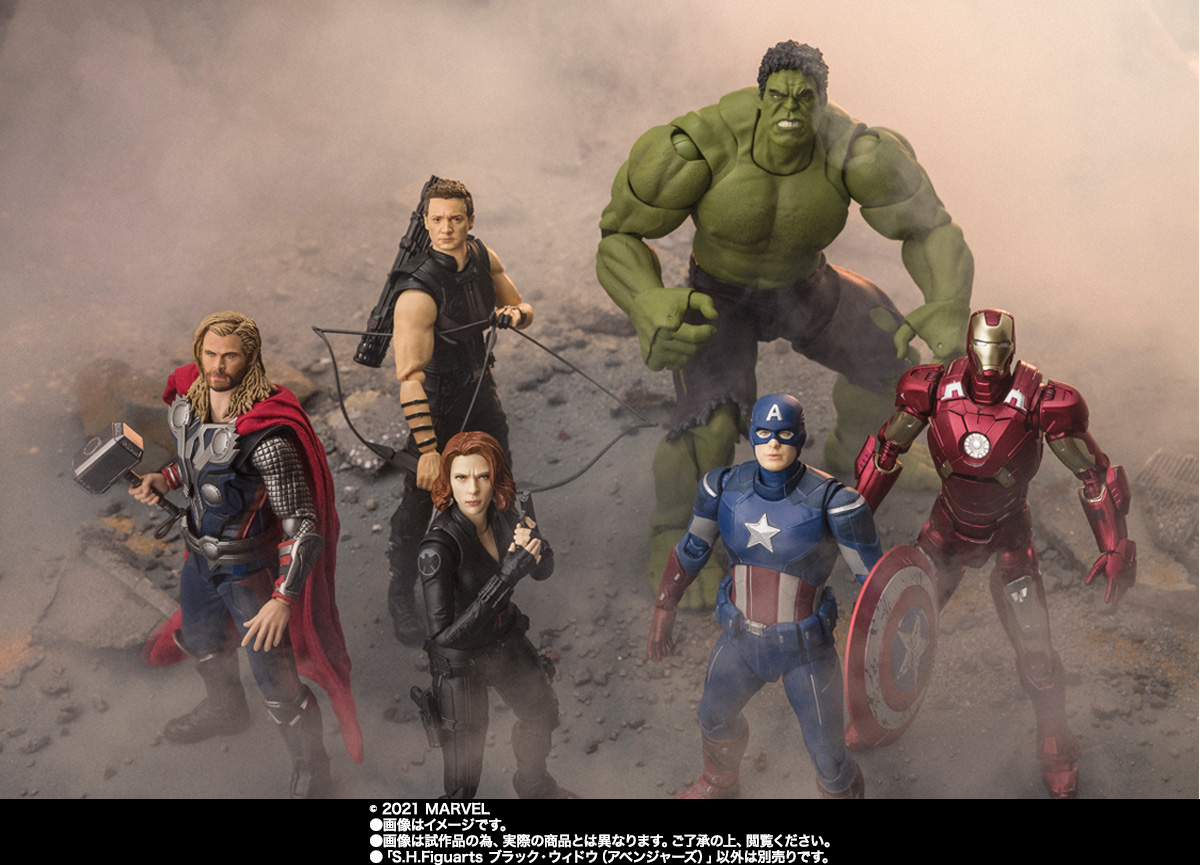 A
© 2021 MARVEL
●画像はイメージです。
●画像は試作品の為、実際の商品とは異なります。ご了承の上、閲覧ください。
●「S.H.Figuarts ブラック・ウィドウ（アベンジャーズ）」以外は別売りです。